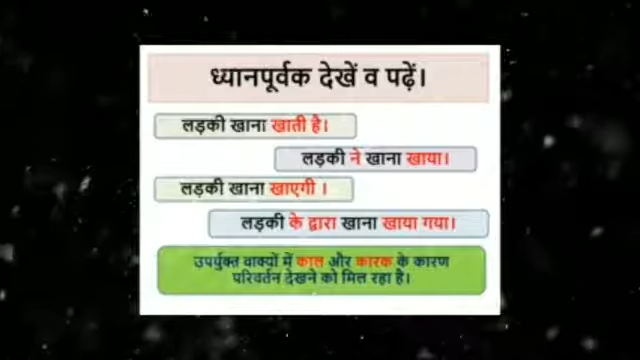 ध्यानपूर्वक देखें व पढ़ें।
लड़की खाना खाती है।
लड़की ने खाना खाया।
लड़की खाना खाएगी ।
लड़की के द्वारा खाना खाया गया।
उपर्युक्त वाक्यों में काल और कारक के कारण
परिवर्तन देखने को मिल रहा है।